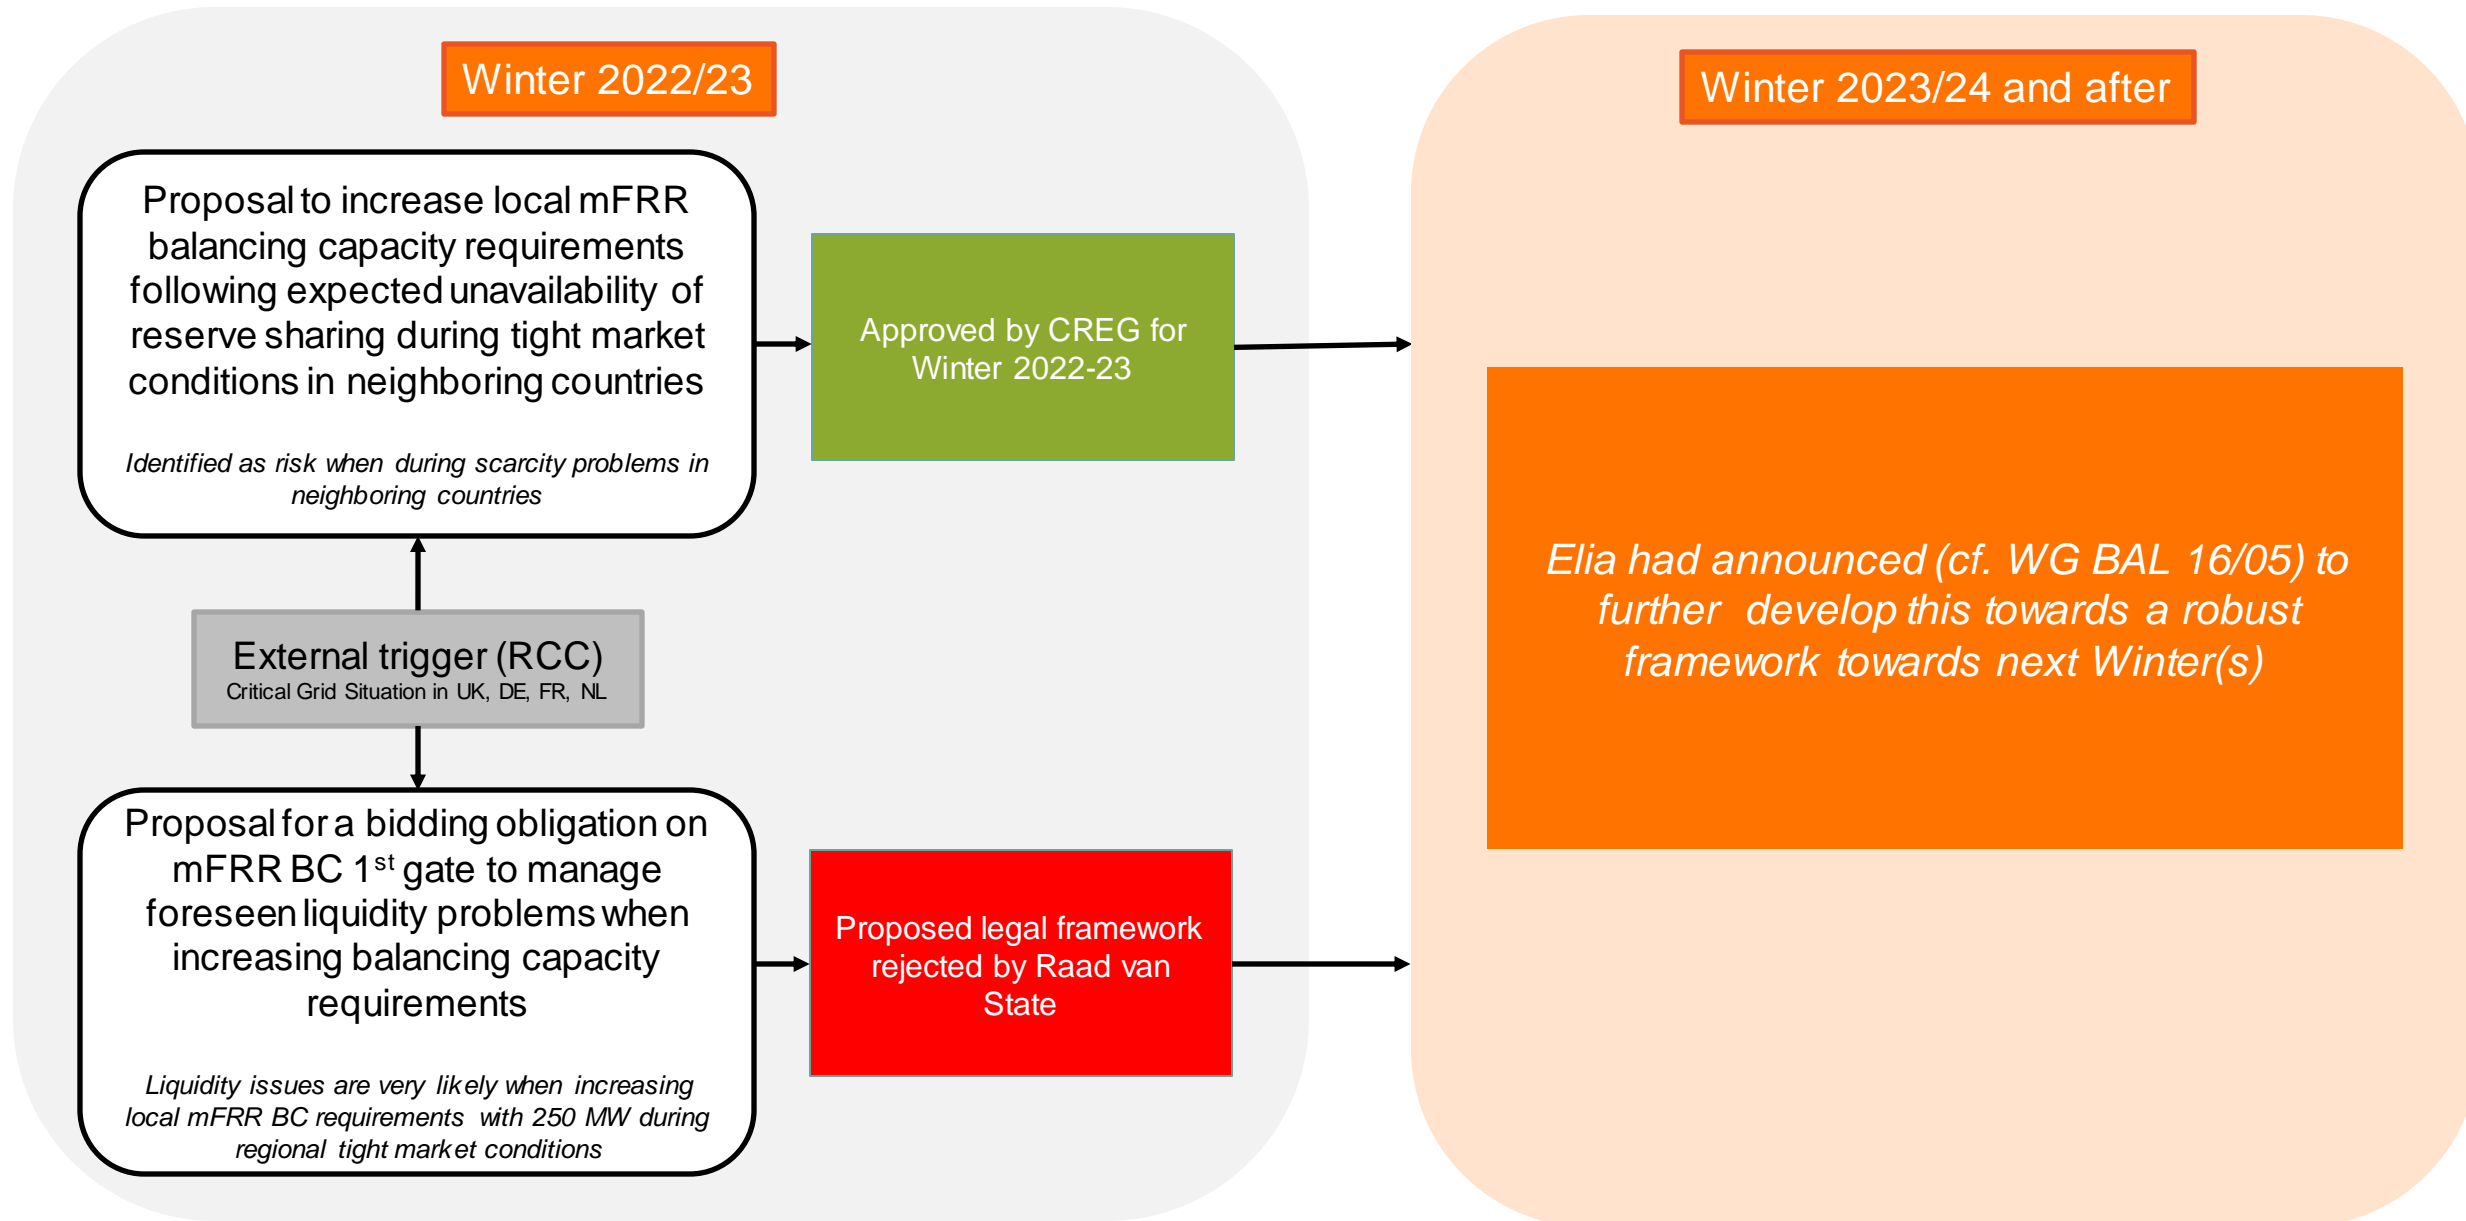 Winter 2022/23
Proposal to increase local mFRR
balancing capacity requirements
following expected unavailability of
reserve sharing during tight market
conditions in neighboring countries
Identified as risk when during scarcity problems in
neighboring countries
Approved by CREG for
Winter 2022-23
External trigger (RCC)
Critical Grid Situation in UK, DE, FR, NL
Proposal for a bidding obligation on
mFRR BC 1st gate to manage
foreseen liquidity problems when
increasing balancing capacity
requirements
Liquidity issues are very likely when increasing
local mFRR BC requirements with 250 MW during
regional tight market conditions
Proposed legal framework
rejected by Raad van
State
Winter 2023/24 and after
Elia had announced (cf. WG BAL 16/05) to
further develop this towards a robust
framework towards next Winter(s)